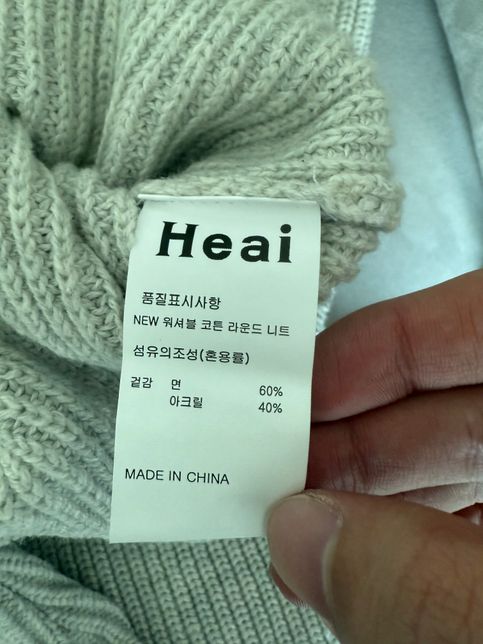 Heai
품질표시사항
NEW 워셔블 코튼 라운드 니트
섬유의조성(혼용률)
겉감 면 60%
아크릴 40%
MADE IN CHINA